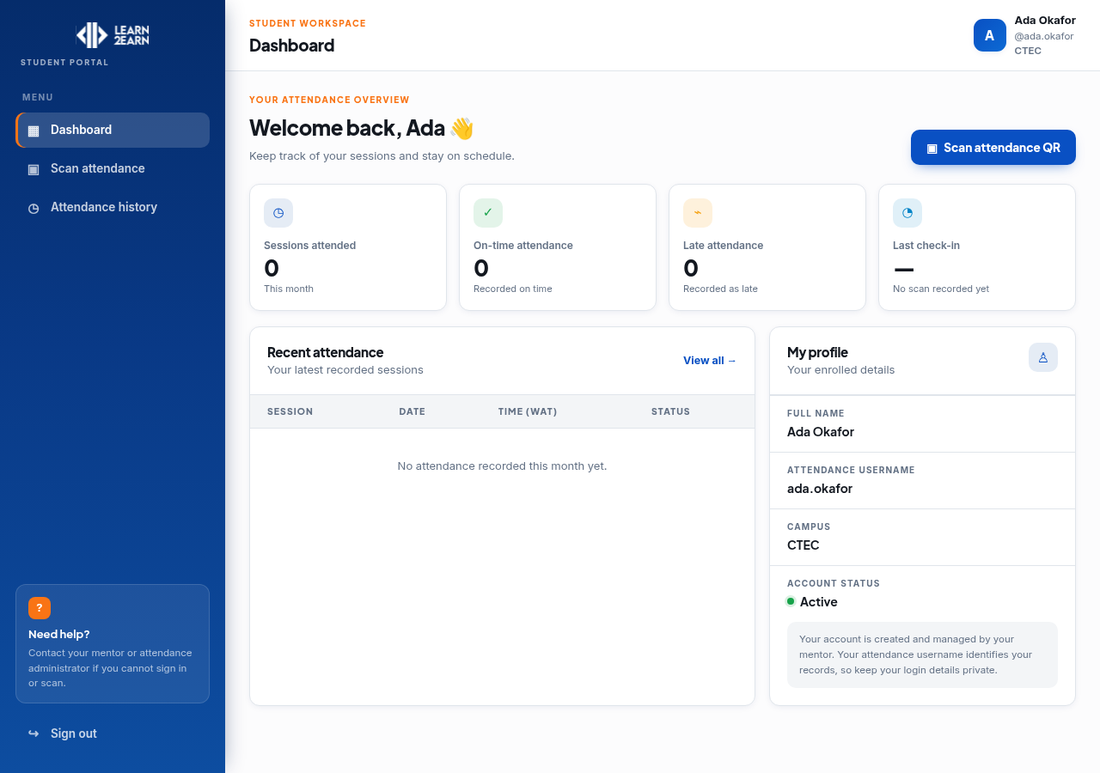 LEARN
2EARN
STUDENT PORTAL
MENU
Dashboard
Scan attendance
Attendance history
?
Need help?
Contact your mentor or attendance
administrator if you cannot sign in
or scan.
Sign out
STUDENT WORKSPACE
Dashboard
A
Ada Okafor
@ada.okafor
CTEC
YOUR ATTENDANCE OVERVIEW
Welcome back, Ada 👋
Keep track of your sessions and stay on schedule.
Scan attendance QR
Sessions attended
0
This month
On-time attendance
0
Recorded on time
Late attendance
0
Recorded as late
Last check-in
—
No scan recorded yet
Recent attendance
Your latest recorded sessions
View all →
SESSION DATE TIME (WAT) STATUS
No attendance recorded this month yet.
My profile
Your enrolled details
FULL NAME
Ada Okafor
ATTENDANCE USERNAME
ada.okafor
CAMPUS
CTEC
ACCOUNT STATUS
Active
Your account is created and managed by your
mentor. Your attendance username identifies your
records, so keep your login details private.